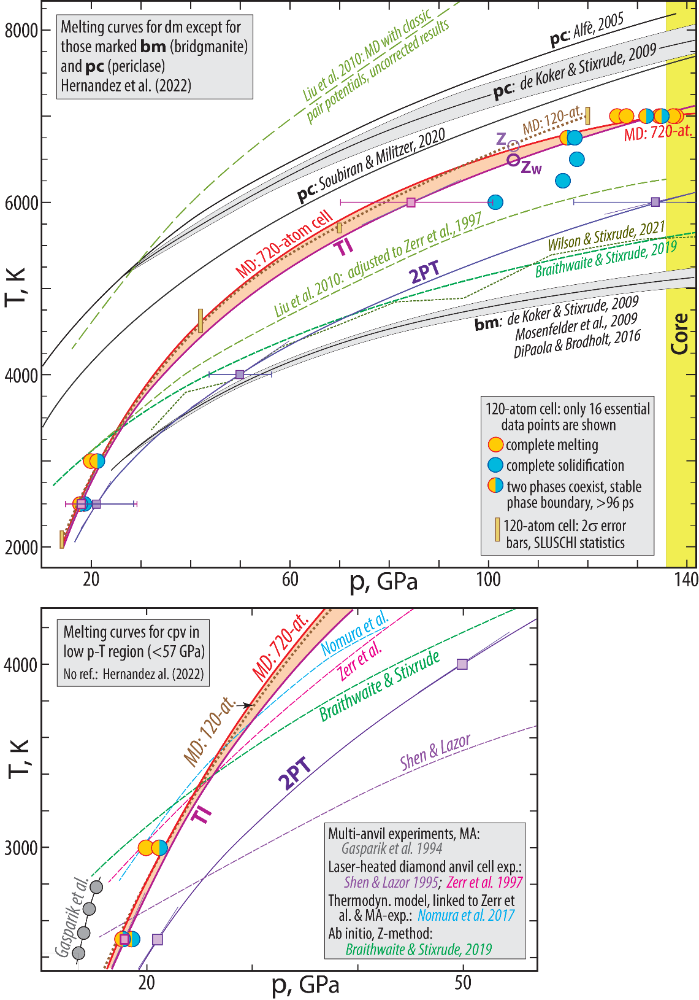 Melting curves for dm except for
those marked bm (bridgmanite)
and pc (periclase)
Hernandez et al. (2022)
Liu et al. 2010: MD with classic
pair potentials, uncorrected results
pc: Alfè, 2005
pc: de Koker & Stixrude, 2009
pc: Soubiran & Militzer, 2020
MD: 120-at.
MD: 720-at.
Z
Zw
MD: 720-atom cell
TI
Liu et al. 2010: adjusted to Zerr et al.,1997
2PT
Wilson & Stixrude, 2021
Braithwaite & Stixrude, 2019
bm: de Koker & Stixrude, 2009
Mosenfelder et al., 2009
DiPaola & Brodholt, 2016
Core
120-atom cell: only 16 essential
data points are shown
complete melting
complete solidification
two phases coexist, stable
phase boundary, >96 ps
120-atom cell: 2σ error
bars, SLUSCHI statistics
8000
6000
4000
2000
T, K
20
60
100
140
p, GPa
Melting curves for cpv in
low p-T region (<57 GPa)
No ref.: Hernandez al. (2022)
MD: 720-at.
MD: 120-at.
Nomura et al.
Zerr et al.
Braithwaite & Stixrude
Shen & Lazor
2PT
TI
Gasparik et al.
Multi-anvil experiments, MA:
Gasparik et al. 1994
Laser-heated diamond anvil cell exp.:
Shen & Lazor 1995; Zerr et al. 1997
Thermodyn. model, linked to Zerr et
al. & MA-exp.: Nomura et al. 2017
Ab initio, Z-method:
Braithwaite & Stixrude, 2019
4000
3000
T, K
20
50
p, GPa